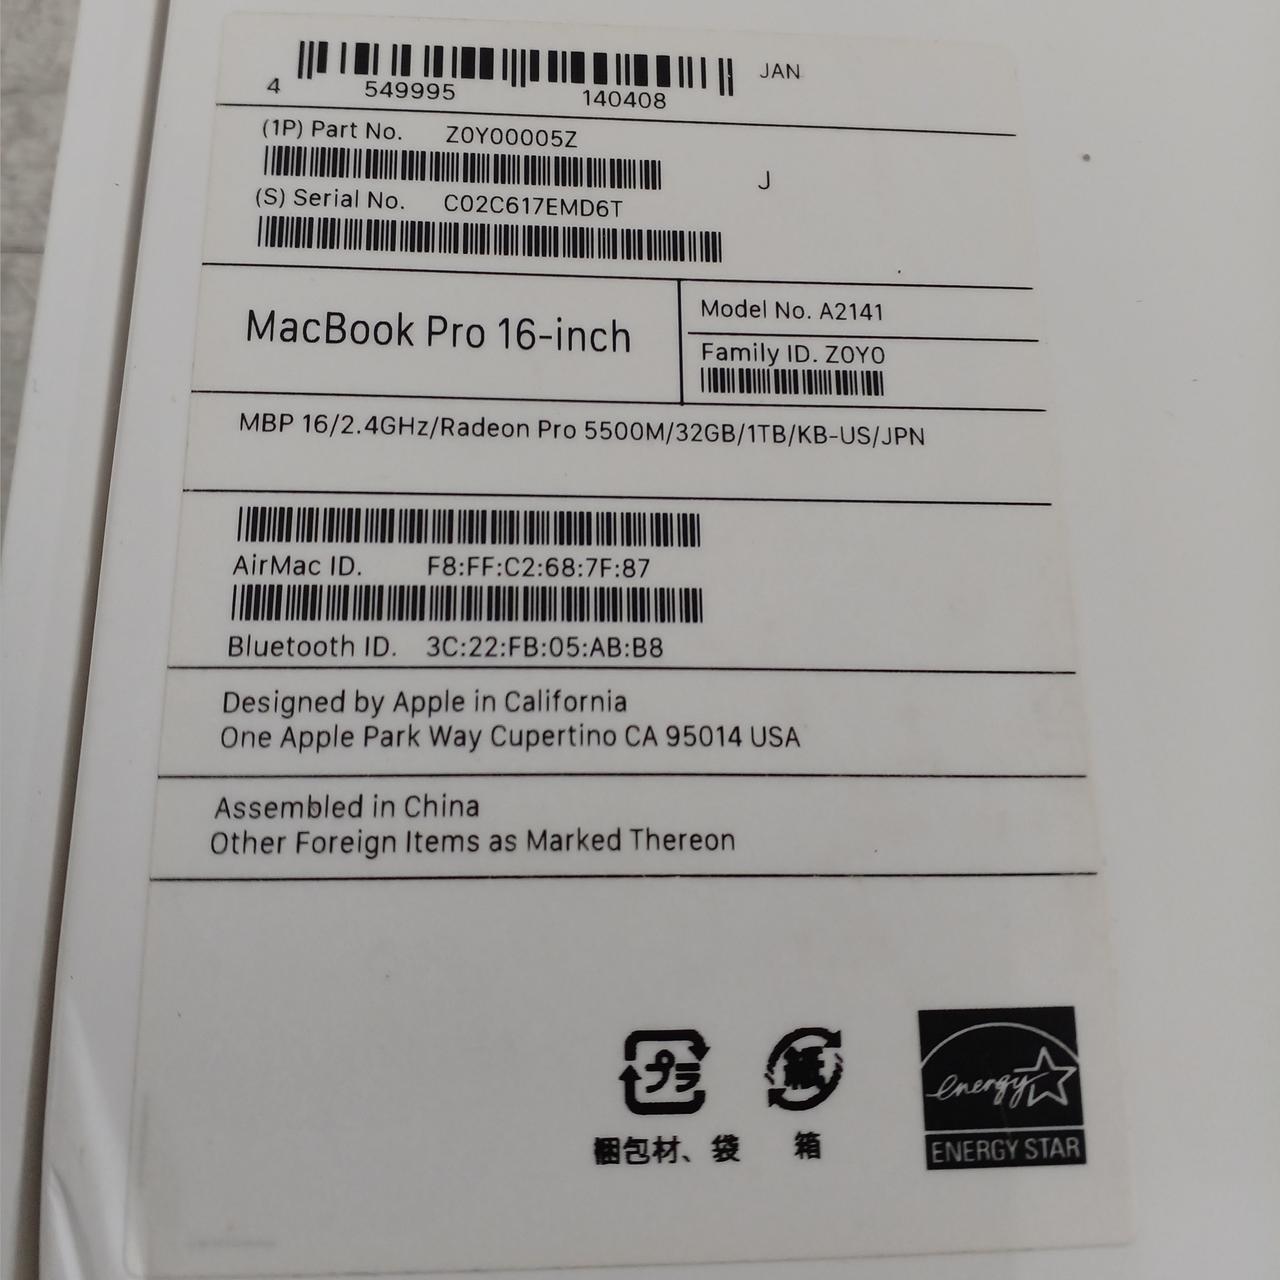 4 549995 140408 JAN
(1P) Part No. Z0Y00005Z
J
(S) Serial No. C02C617EMD6T
MacBook Pro 16-inch
Model No. A2141
Family ID. Z0Y0
MBP 16/2.4GHz/Radeon Pro 5500M/32GB/1TB/KB-US/JPN
AirMac ID. F8:FF:C2:68:7F:87
Bluetooth ID. 3C:22:FB:05:AB:B8
Designed by Apple in California
One Apple Park Way Cupertino CA 95014 USA
Assembled in China
Other Foreign Items as Marked Thereon
プラ 紙 energy
梱包材、袋 箱 ENERGY STAR